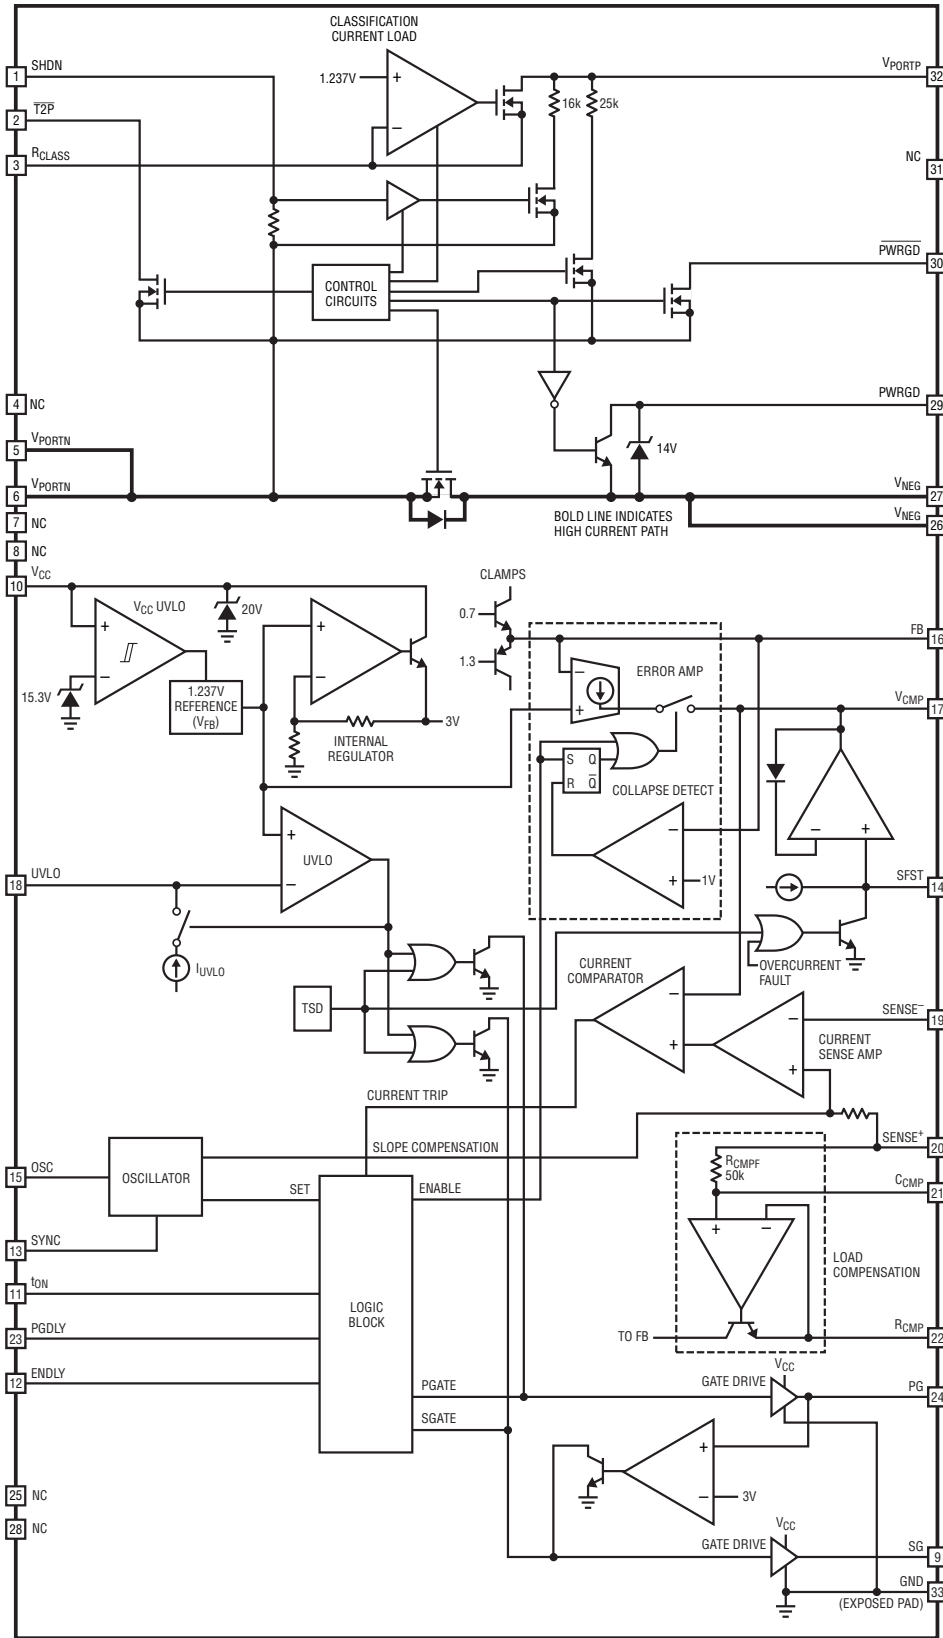 CLASSIFICATION
CURRENT LOAD
1 SHDN
1.237V
+
−
V_PORTP 32
2 T2P
16k
25k
3 R_CLASS
NC 31
PWRGD 30
CONTROL
CIRCUITS
4 NC
PWRGD 29
5 V_PORTN
14V
6 V_PORTN
V_NEG 27
7 NC
BOLD LINE INDICATES
HIGH CURRENT PATH
V_NEG 26
8 NC
10 V_CC
CLAMPS
V_CC UVLO
20V
0.7
+
+
FB 16
1.3
−
−
ERROR AMP
15.3V
1.237V
REFERENCE
(V_FB)
−
+
V_CMP 17
3V
INTERNAL
REGULATOR
S Q
R Q
COLLAPSE DETECT
+
UVLO
−
−
− +
18 UVLO
+ 1V
SFST 14
I_UVLO
OVERCURRENT
FAULT
CURRENT
COMPARATOR
−
TSD
SENSE− 19
−
+
CURRENT
SENSE AMP
+
CURRENT TRIP
SENSE+ 20
SLOPE COMPENSATION
R_CMPF
50k
15 OSC
OSCILLATOR
SET
ENABLE
C_CMP 21
13 SYNC
+ −
LOAD
COMPENSATION
11 t_ON
LOGIC
BLOCK
23 PGDLY
TO FB
R_CMP 22
12 ENDLY
V_CC
PGATE
GATE DRIVE
PG 24
SGATE
+
25 NC
− 3V
28 NC
V_CC
GATE DRIVE
SG 9
GND 33
(EXPOSED PAD)